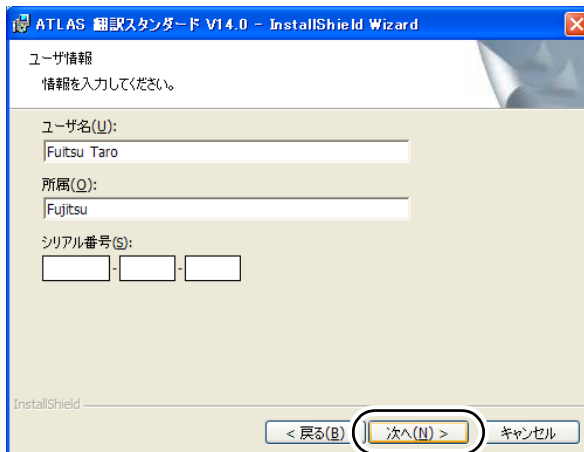 ATLAS 翻訳スタンダード V14.0 - InstallShield Wizard
ユーザ情報
情報を入力してください。
ユーザ名(U):
Fuitsu Taro
所属(O):
Fujitsu
シリアル番号(S):
- -
InstallShield
< 戻る(B) 次へ(N) > キャンセル